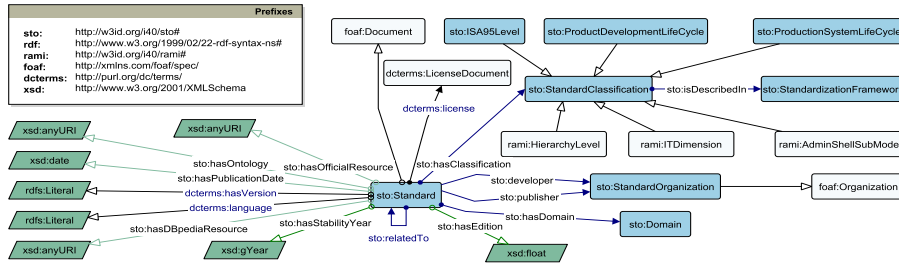 Prefixes
sto: http://w3id.org/i40/sto#
rdf: http://www.w3.org/1999/02/22-rdf-syntax-ns#
rami: http://w3id.org/i40/rami#
foaf: http://xmlns.com/foaf/spec/
dcterms: http://purl.org/dc/terms/
xsd: http://www.w3.org/2001/XMLSchema
foaf:Document
sto:ISA95Level
sto:ProductDevelopmentLifeCycle
sto:ProductionSystemLifeCycle
dcterms:LicenseDocument
dcterms:license
sto:StandardClassification
sto:isDescribedIn
sto:StandardizationFramework
xsd:anyURI
xsd:anyURI
rami:HierarchyLevel
rami:ITDimension
rami:AdminShellSubMode
xsd:date
sto:hasOntology
sto:hasOfficialResource
sto:hasClassification
sto:hasPublicationDate
sto:developer
rdfs:Literal
dcterms:hasVersion
sto:Standard
sto:publisher
sto:StandardOrganization
foaf:Organization
dcterms:language
rdfs:Literal
sto:hasStabilityYear
sto:hasDBpediaResource
sto:hasEdition
sto:hasDomain
sto:Domain
sto:relatedTo
xsd:anyURI
xsd:gYear
xsd:float